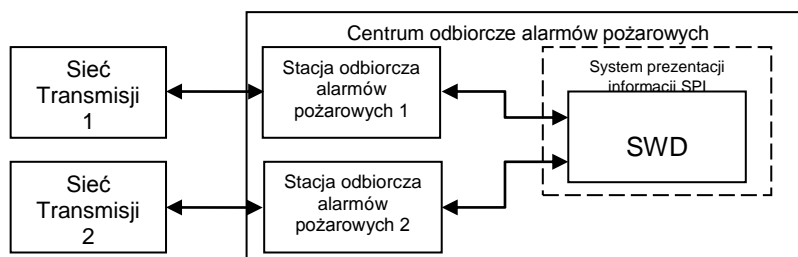 Centrum odbiorcze alarmów pożarowych
Sieć
Transmisji
1
Stacja odbiorcza
alarmów
pożarowych 1
System prezentacji
informacji SPI
SWD
Sieć
Transmisji
2
Stacja odbiorcza
alarmów
pożarowych 2